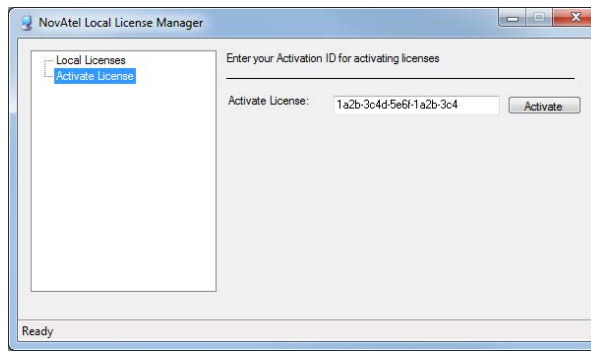 NovAtel Local License Manager
Local Licenses
Activate License
Enter your Activation ID for activating licenses
Activate License: 1a2b-3c4d-5e6f-1a2b-3c4 Activate
Ready